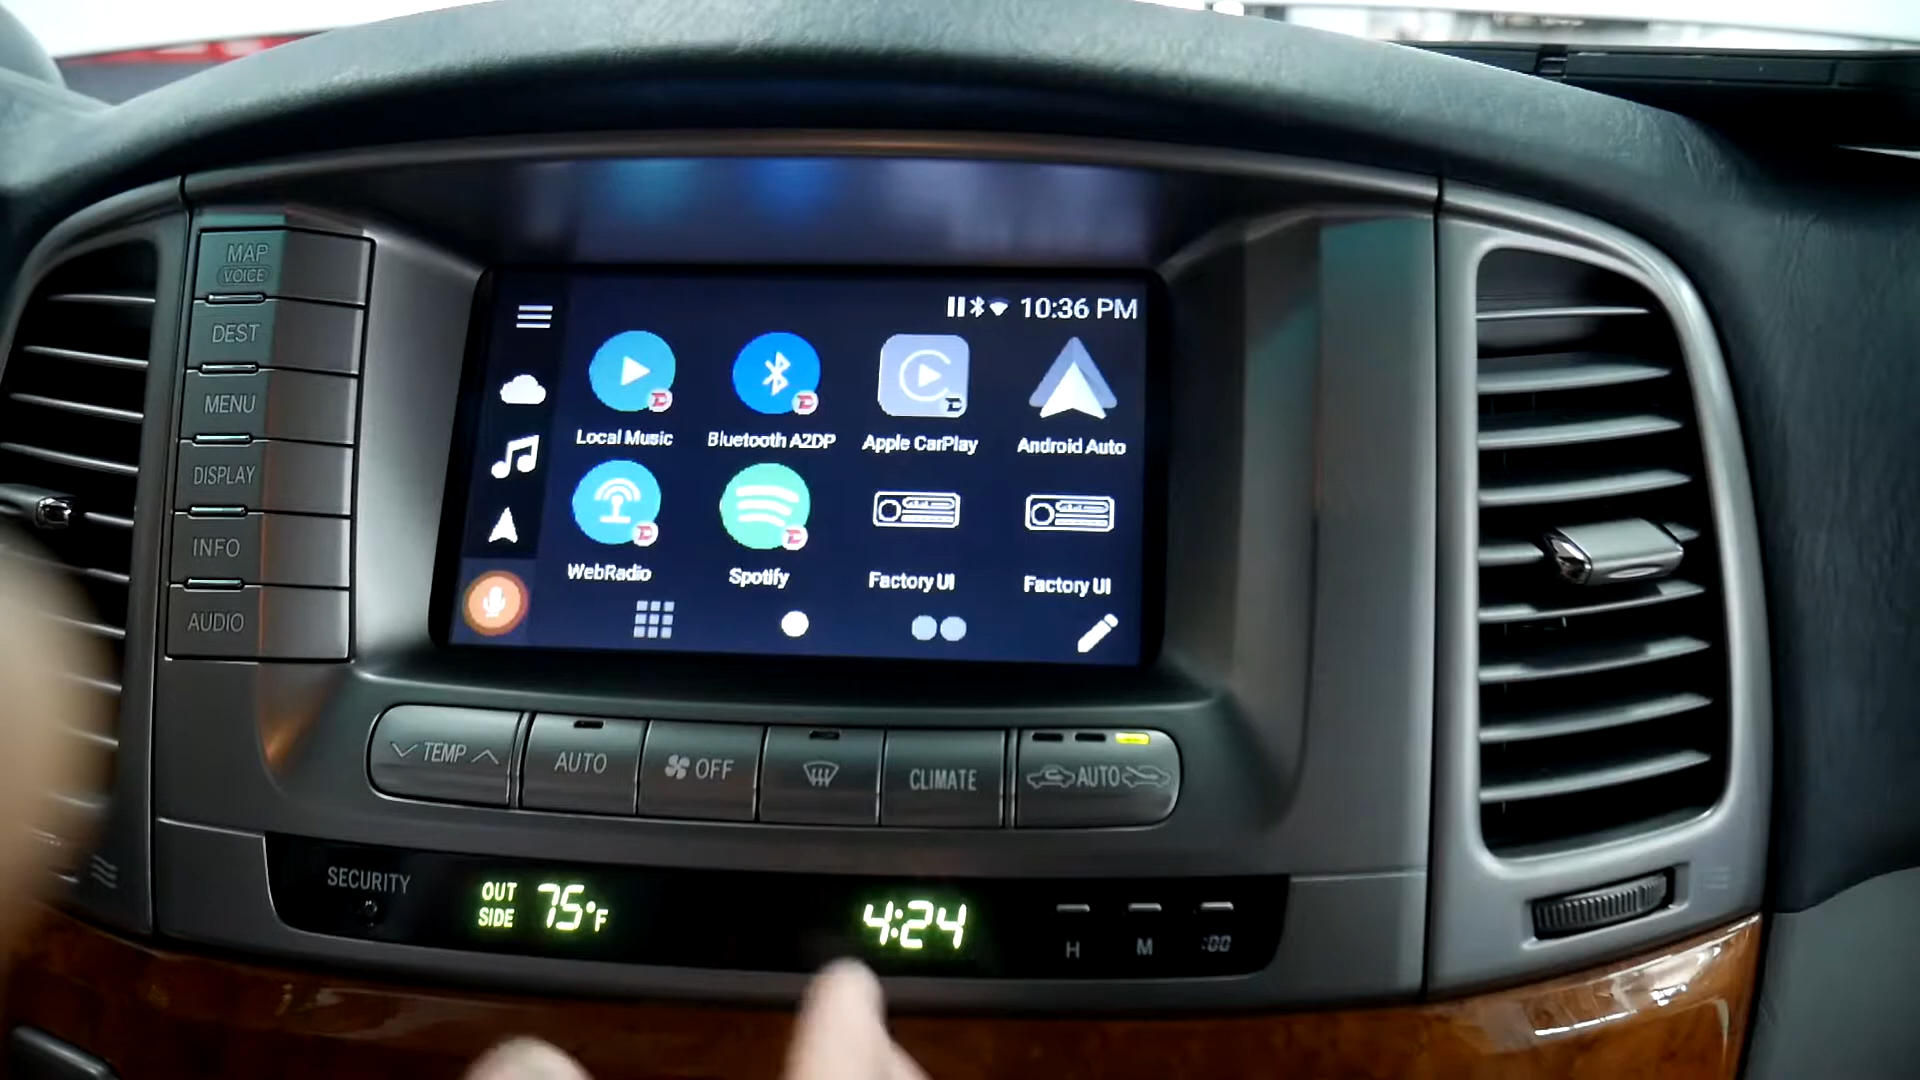 MAP
VOICE
DEST
MENU
DISPLAY
INFO
AUDIO
10:36 PM
Local Music
Bluetooth A2DP
Apple CarPlay
Android Auto
WebRadio
Spotify
Factory UI
Factory UI
TEMP
AUTO
OFF
CLIMATE
AUTO
SECURITY
OUT
SIDE
75°F
4:24
H
M
:00